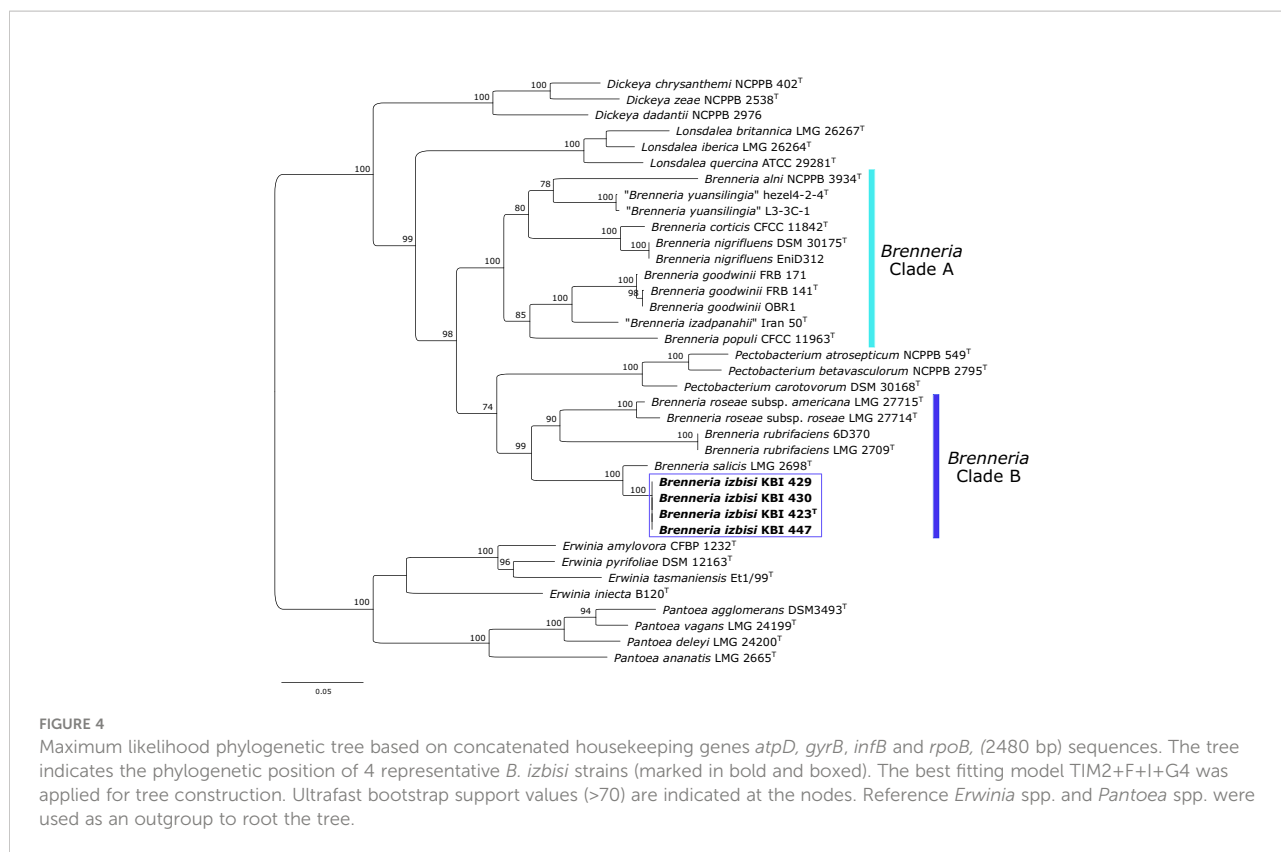 100 Dickeya chrysanthemi NCPPB 402ᵀ
100 Dickeya zeae NCPPB 2538ᵀ
Dickeya dadantii NCPPB 2976
Lonsdalea britannica LMG 26267ᵀ
100 Lonsdalea iberica LMG 26264ᵀ
100 Lonsdalea quercina ATCC 29281ᵀ
78 Brenneria alni NCPPB 3934ᵀ
100 "Brenneria yuansilingia" hezel4-2-4ᵀ
80 "Brenneria yuansilingia" L3-3C-1
100 Brenneria corticis CFCC 11842ᵀ
99 100 Brenneria nigrifluens DSM 30175ᵀ
Brenneria nigrifluens EniD312
Brenneria
Clade A
100 100 Brenneria goodwinii FRB 171
98 Brenneria goodwinii FRB 141ᵀ
100 Brenneria goodwinii OBR1
85 "Brenneria izadpanahii" Iran 50ᵀ
98 Brenneria populi CFCC 11963ᵀ
100 Pectobacterium atrosepticum NCPPB 549ᵀ
100 Pectobacterium betavasculorum NCPPB 2795ᵀ
Pectobacterium carotovorum DSM 30168ᵀ
74 100 Brenneria roseae subsp. americana LMG 27715ᵀ
90 Brenneria roseae subsp. roseae LMG 27714ᵀ
100 Brenneria rubrifaciens 6D370
99 Brenneria rubrifaciens LMG 2709ᵀ
Brenneria
Clade B
100 Brenneria salicis LMG 2698ᵀ
100 Brenneria izbisi KBI 429
Brenneria izbisi KBI 430
Brenneria izbisi KBI 423ᵀ
Brenneria izbisi KBI 447
100 Erwinia amylovora CFBP 1232ᵀ
96 Erwinia pyrifoliae DSM 12163ᵀ
Erwinia tasmaniensis Et1/99ᵀ
Erwinia iniecta B120ᵀ
100 94 Pantoea agglomerans DSM3493ᵀ
100 Pantoea vagans LMG 24199ᵀ
100 Pantoea deleyi LMG 24200ᵀ
Pantoea ananatis LMG 2665ᵀ
0.05
FIGURE 4
Maximum likelihood phylogenetic tree based on concatenated housekeeping genes atpD, gyrB, infB and rpoB, (2480 bp) sequences. The tree
indicates the phylogenetic position of 4 representative B. izbisi strains (marked in bold and boxed). The best fitting model TIM2+F+I+G4 was
applied for tree construction. Ultrafast bootstrap support values (>70) are indicated at the nodes. Reference Erwinia spp. and Pantoea spp. were
used as an outgroup to root the tree.